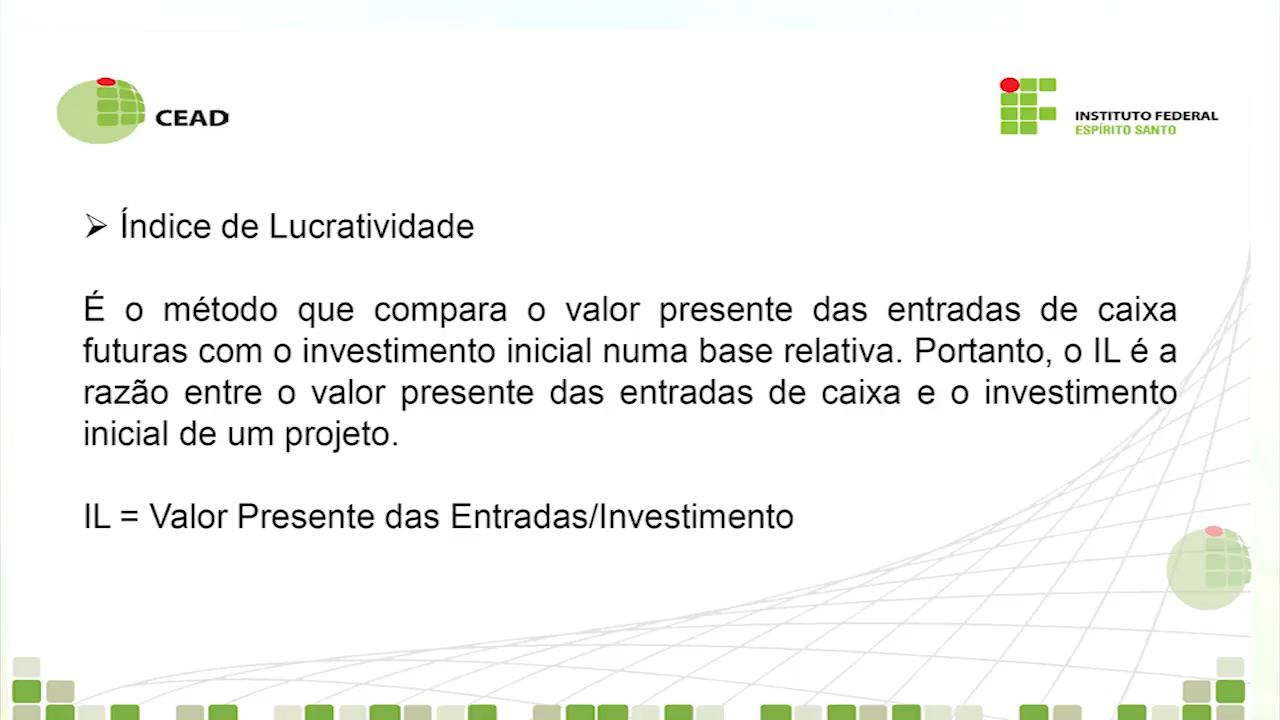 CEAD
INSTITUTO FEDERAL
ESPÍRITO SANTO
➢ Índice de Lucratividade
É o método que compara o valor presente das entradas de caixa
futuras com o investimento inicial numa base relativa. Portanto, o IL é a
razão entre o valor presente das entradas de caixa e o investimento
inicial de um projeto.
IL = Valor Presente das Entradas/Investimento